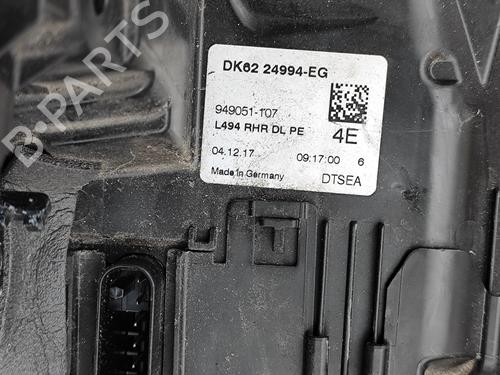 DK62 24994-EG
949051-107
L494 RHR DL PE
4E
04.12.17 09:17:00 6
Made in Germany DTSEA
B-PARTS